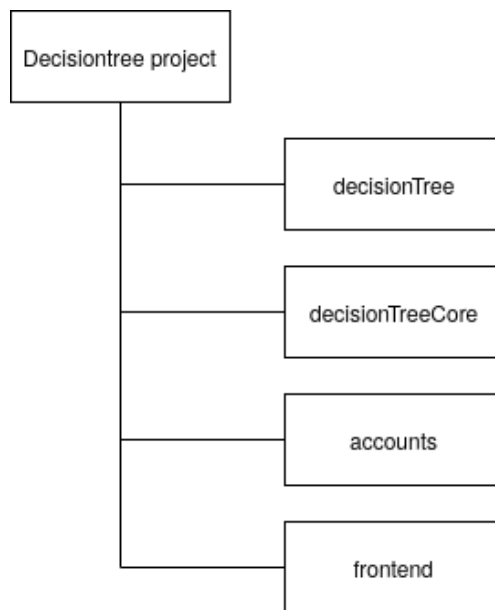 Decisiontree project
decisionTree
decisionTreeCore
accounts
frontend